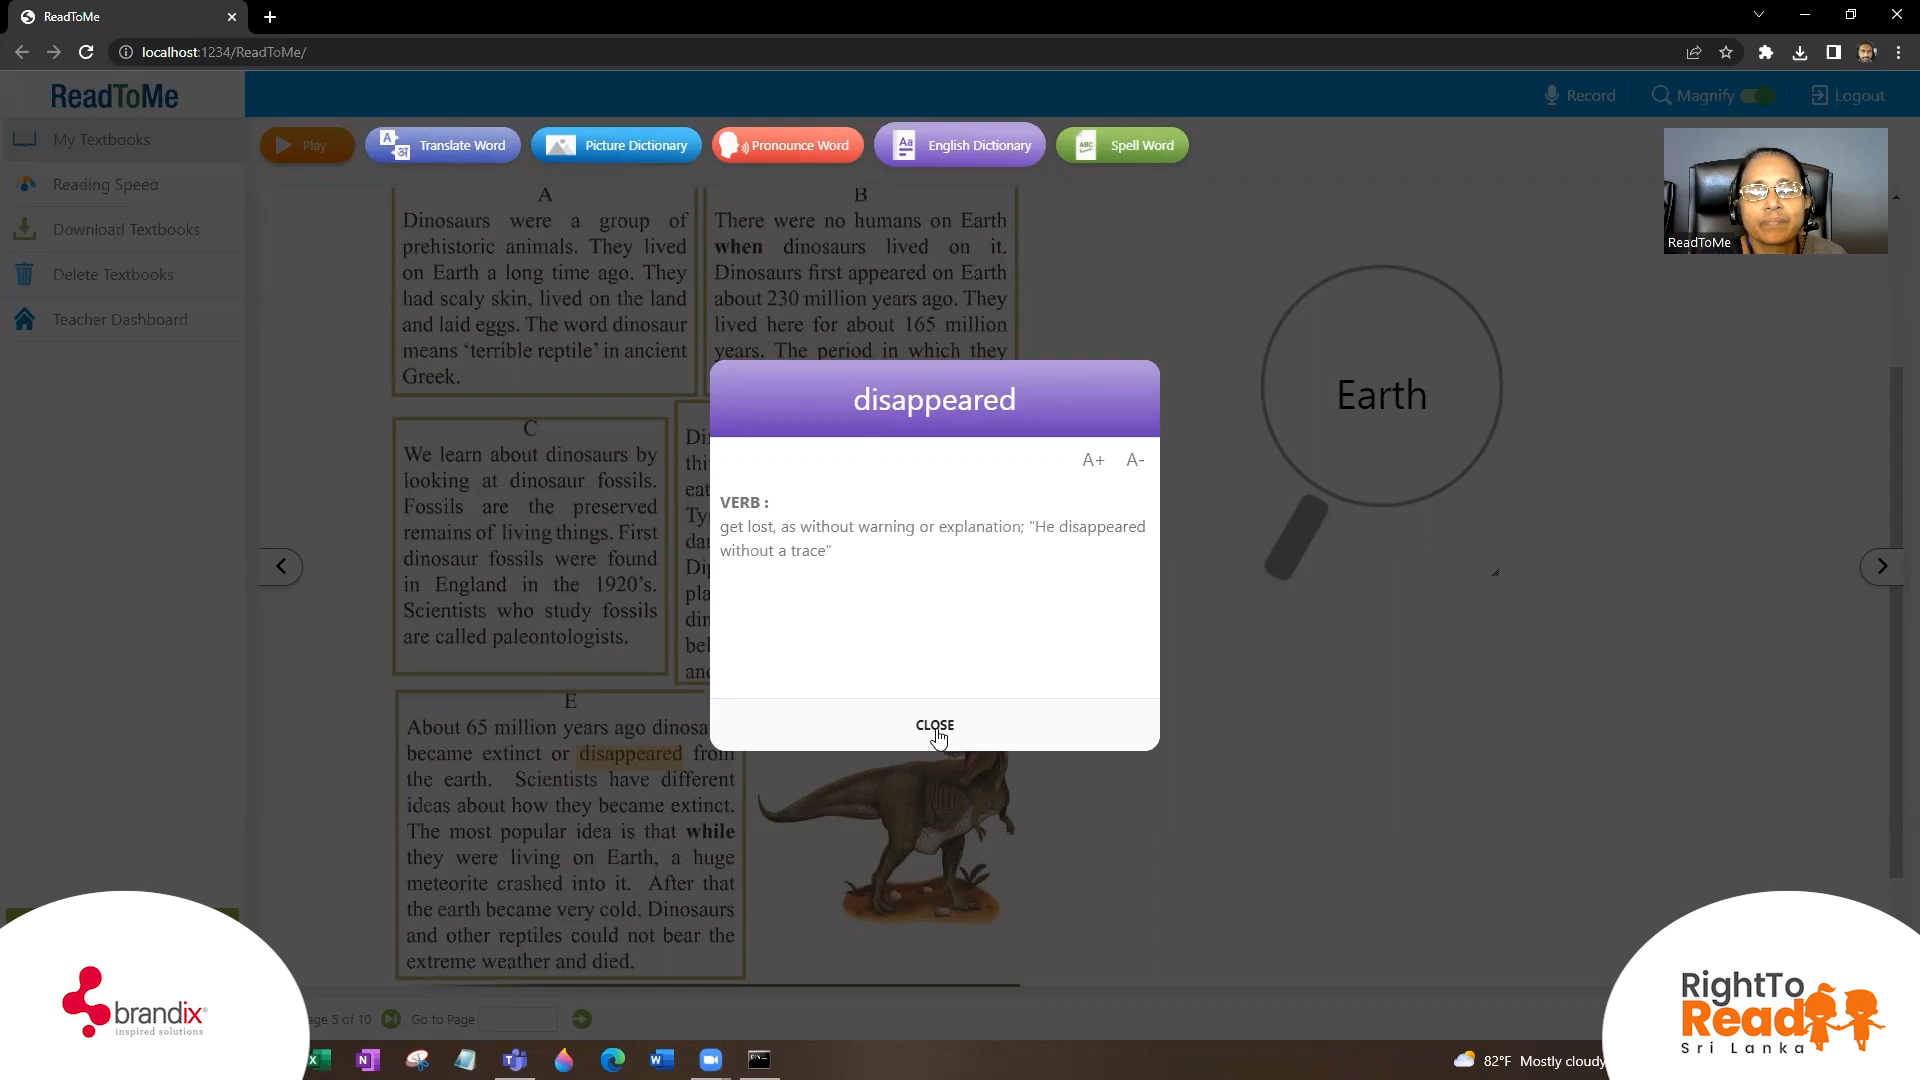 ReadToMe
localhost:1234/ReadToMe/
ReadToMe
Record
Magnify
Logout
My Textbooks
Reading Speed
Download Textbooks
Delete Textbooks
Teacher Dashboard
Play
Translate Word
Picture Dictionary
Pronounce Word
English Dictionary
Spell Word
ReadToMe
A
Dinosaurs were a group of
prehistoric animals. They lived
on Earth a long time ago. They
had scaly skin, lived on the land
and laid eggs. The word dinosaur
means ‘terrible reptile’ in ancient
Greek.
B
There were no humans on Earth
when dinosaurs lived on it.
Dinosaurs first appeared on Earth
about 230 million years ago. They
lived here for about 165 million
years. The period in which they
Earth
disappeared
A+ A-
VERB :
get lost, as without warning or explanation; "He disappeared
without a trace"
CLOSE
C
We learn about dinosaurs by
looking at dinosaur fossils.
Fossils are the preserved
remains of living things. First
dinosaur fossils were found
in England in the 1920’s.
Scientists who study fossils
are called paleontologists.
E
About 65 million years ago
became extinct or disappeared from
the earth. Scientists have different
ideas about how they became extinct.
The most popular idea is that while
they were living on Earth, a huge
meteorite crashed into it. After that
the earth became very cold. Dinosaurs
and other reptiles could not bear the
extreme weather and died.
5 of 10
Go to Page
brandix
inspired solutions
RightTo
Read
Sri Lanka
82°F Mostly cloudy